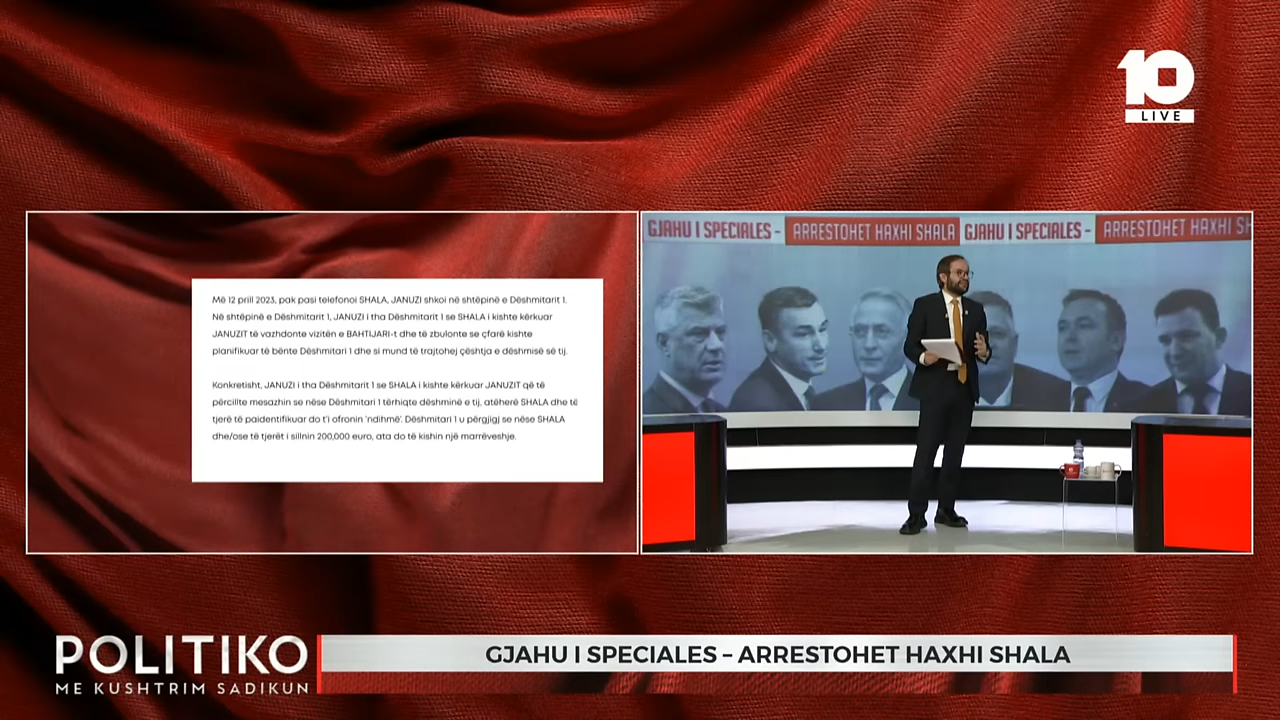 10
LIVE
GJAHU I SPECIALES - ARRESTOHET HAXHI SHALA GJAHU I SPECIALES - ARRESTOHET HAXHI SH
Më 12 prill 2023, pak pasi telefonoi SHALA, JANUZI shkoi në shtëpinë e Dëshmitarit 1.
Në shtëpinë e Dëshmitarit 1, JANUZI i tha Dëshmitarit 1 se SHALA i kishte kërkuar
JANUZIT të vazhdonte vizitën e BAHTIJARI-t dhe të zbulonte se çfarë kishte
planifikuar të bënte Dëshmitari 1 dhe si mund të trajtohej çështja e dëshmisë së tij.
Konkretisht, JANUZI i tha Dëshmitarit 1 se SHALA i kishte kërkuar JANUZIT që të
përcillte mesazhin se nëse Dëshmitari 1 tërhiqte dëshminë e tij, atëherë SHALA dhe të
tjerë të paidentifikuar do t'i ofronin 'ndihmë'. Dëshmitari 1 u përgjigj se nëse SHALA
dhe/ose të tjerët i sillnin 200,000 euro, ata do të kishin një marrëveshje.
POLITIKO
ME KUSHTRIM SADIKUN
GJAHU I SPECIALES – ARRESTOHET HAXHI SHALA